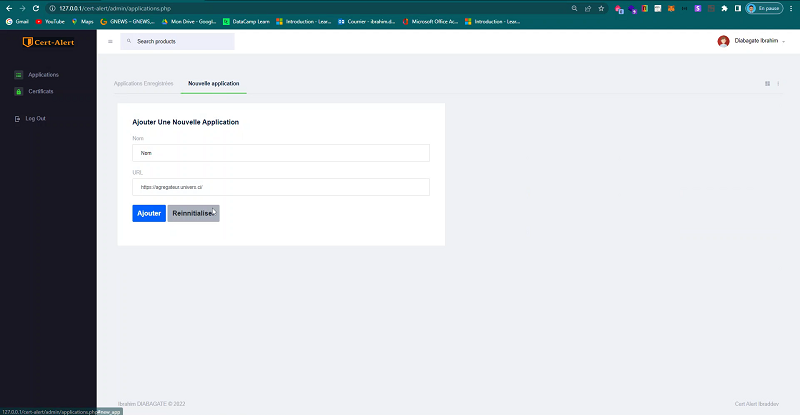 127.0.0.1/cert-alert/admin/applications.php
En pause
Gmail YouTube Maps GNEWS – GNEWS,... Mon Drive - Googl... DataCamp Learn Introduction - Lear... Courrier - ibrahim.d... Microsoft Office Ac... Introduction - Lear...
Cert-Alert
Search products
Diabagate Ibrahim
Applications
Certificats
Log Out
Applications Enregistrées Nouvelle application
Ajouter Une Nouvelle Application
Nom
Nom
URL
https://agregateur.univers.ci/
Ajouter Reinnitialiser
Ibrahim DIABAGATE © 2022
Cert Alert Ibraddev
127.0.0.1/cert-alert/admin/applications.php#new_app